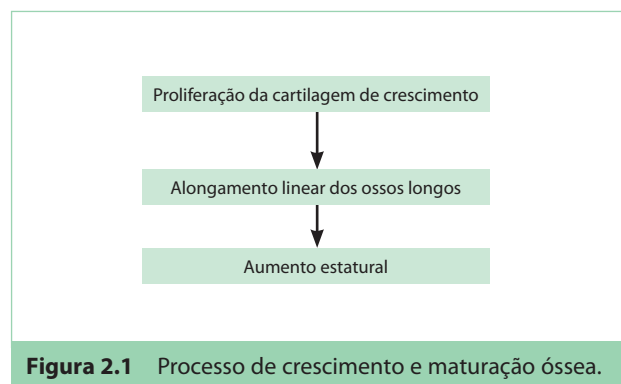 Proliferação da cartilagem de crescimento
Alongamento linear dos ossos longos
Aumento estatural
Figura 2.1 Processo de crescimento e maturação óssea.